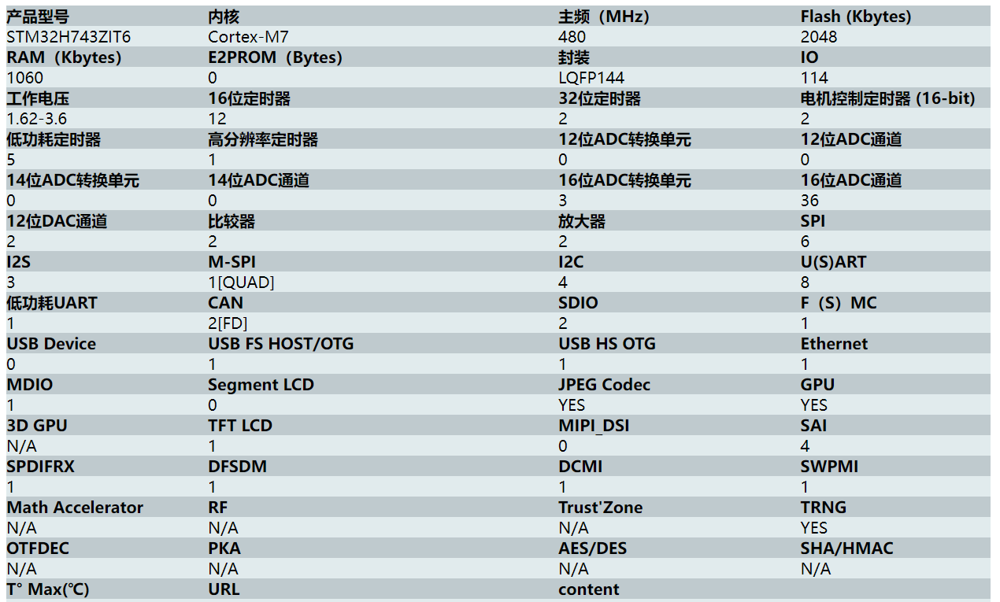 产品型号 内核 主频（MHz） Flash (Kbytes)
STM32H743ZIT6 Cortex-M7 480 2048
RAM（Kbytes） E2PROM（Bytes） 封装 IO
1060 0 LQFP144 114
工作电压 16位定时器 32位定时器 电机控制定时器 (16-bit)
1.62-3.6 12 2 2
低功耗定时器 高分辨率定时器 12位ADC转换单元 12位ADC通道
5 1 0 0
14位ADC转换单元 14位ADC通道 16位ADC转换单元 16位ADC通道
0 0 3 36
12位DAC通道 比较器 放大器 SPI
2 2 2 6
I2S M-SPI I2C U(S)ART
3 1[QUAD] 4 8
低功耗UART CAN SDIO F（S）MC
1 2[FD] 2 1
USB Device USB FS HOST/OTG USB HS OTG Ethernet
0 1 1 1
MDIO Segment LCD JPEG Codec GPU
1 0 YES YES
3D GPU TFT LCD MIPI_DSI SAI
N/A 1 0 4
SPDIFRX DFSDM DCMI SWPMI
1 1 1 1
Math Accelerator RF Trust'Zone TRNG
N/A N/A N/A YES
OTFDEC PKA AES/DES SHA/HMAC
N/A N/A N/A N/A
T° Max(℃) URL content